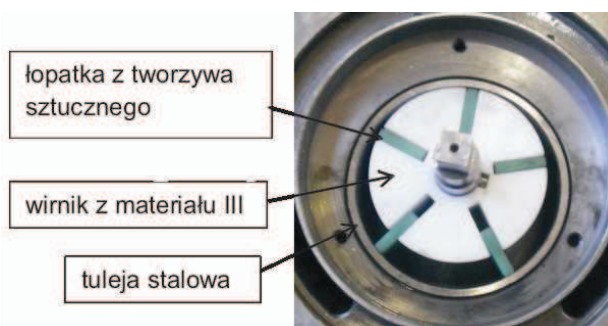 łopatka z tworzywa
sztucznego
wirnik z materiału III
tuleja stalowa